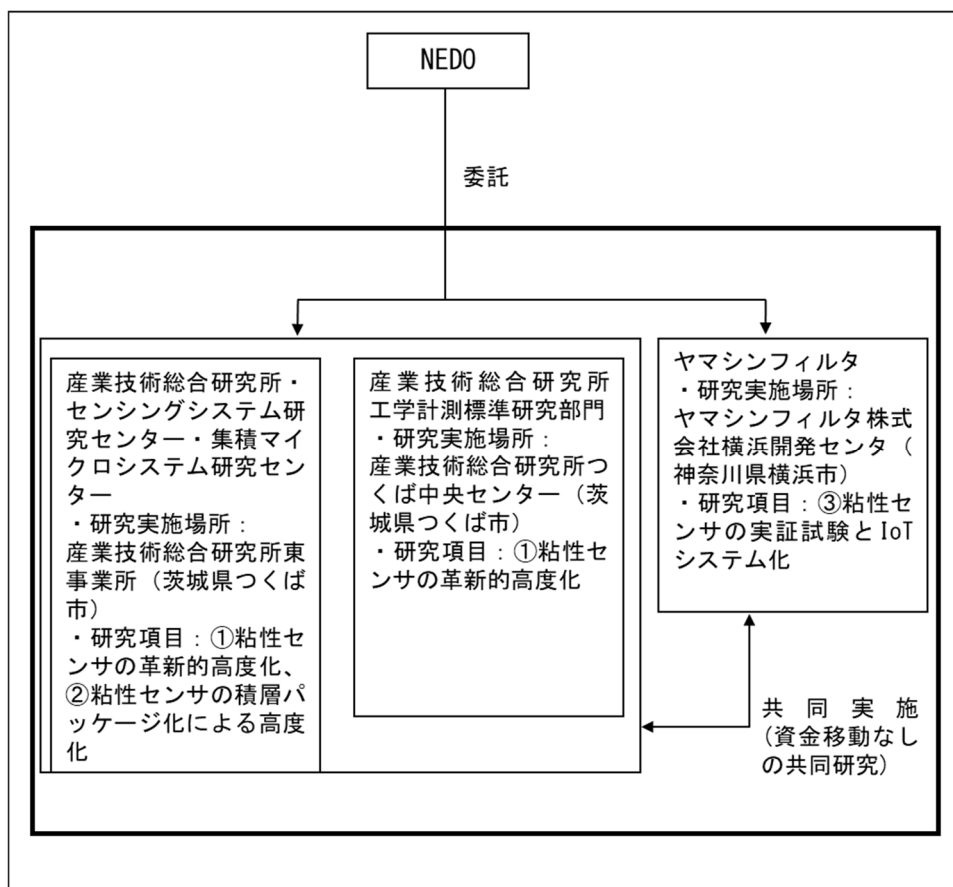 NEDO
委託
産業技術総合研究所・
センシングシステム研
究センター・集積マイ
クロシステム研究セン
ター
・研究実施場所：
産業技術総合研究所東
事業所（茨城県つくば
市）
・研究項目：①粘性セ
ンサの革新的高度化、
②粘性センサの積層パ
ッケージ化による高度
化
産業技術総合研究所
工学計測標準研究部門
・研究実施場所：
産業技術総合研究所つ
くば中央センター（茨
城県つくば市）
・研究項目：①粘性セ
ンサの革新的高度化
ヤマシンフィルタ
・研究実施場所：
ヤマシンフィルタ株式
会社横浜開発センタ（
神奈川県横浜市）
・研究項目：③粘性セ
ンサの実証試験とIoT
システム化
共同実施
(資金移動なし
の共同研究)